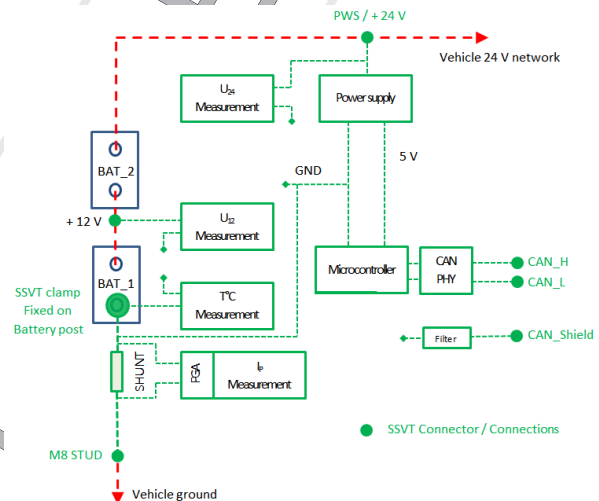 PWS / + 24 V
Vehicle 24 V network
U24
Measurement
Power supply
BAT_2
5 V
GND
+ 12 V
U12
Measurement
BAT_1
SSVT clamp
Fixed on
Battery post
T°C
Measurement
Microcontroller
CAN
PHY
CAN_H
CAN_L
Filter
CAN_Shield
SHUNT
PGA
Ip
Measurement
SSVT Connector / Connections
M8 STUD
Vehicle ground